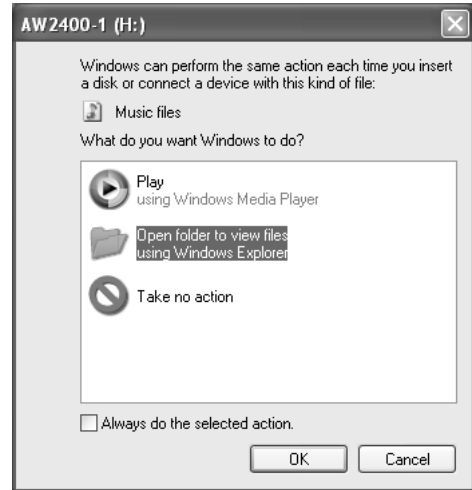 AW2400-1 (H:)
Windows can perform the same action each time you insert
a disk or connect a device with this kind of file:
Music files
What do you want Windows to do?
Play
using Windows Media Player
Open folder to view files
using Windows Explorer
Take no action
Always do the selected action.
OK
Cancel